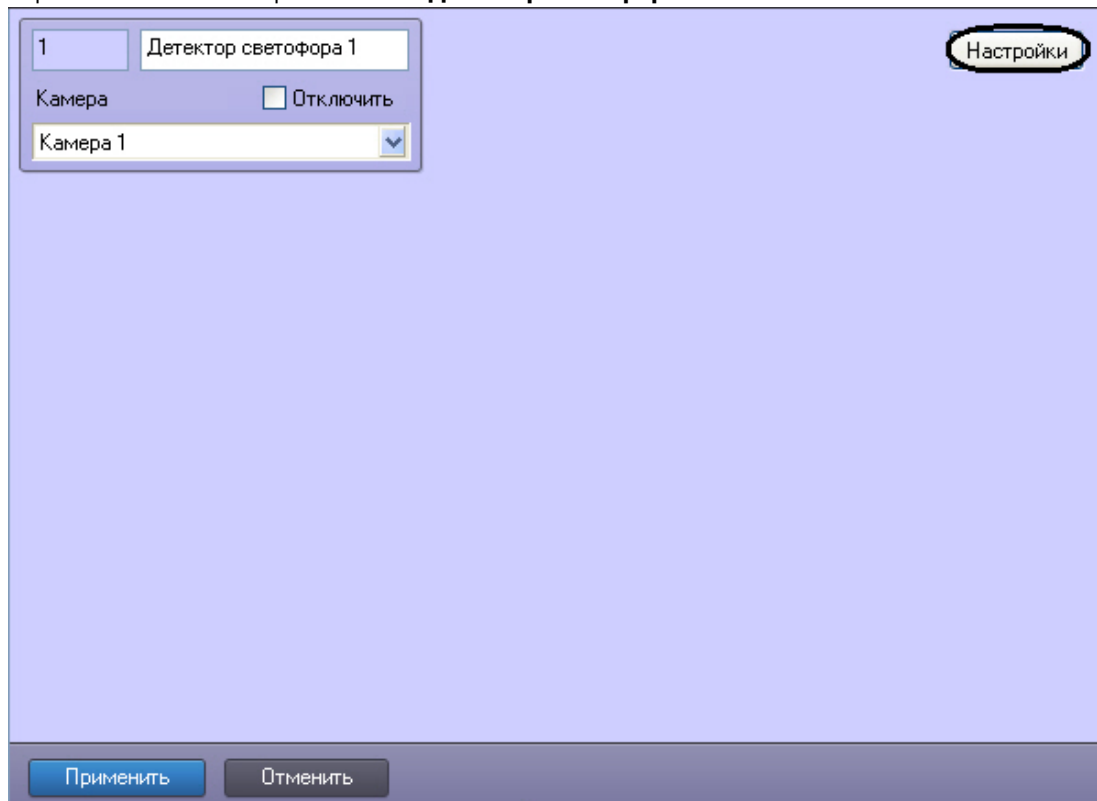 1
Детектор светофора 1
Настройки
Камера
Отключить
Камера 1
Применить
Отменить